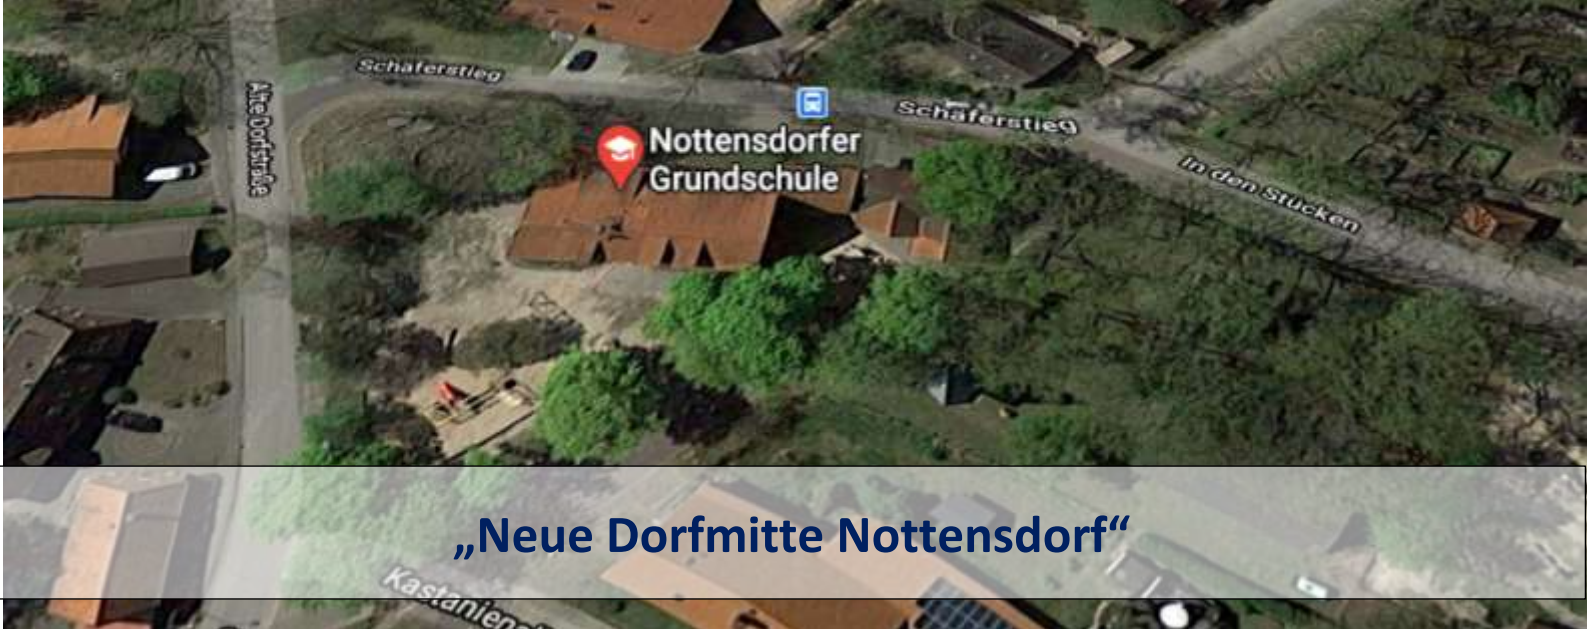 Schäferstieg
Alte Dorfstraße
Schäferstieg
Nottensdorfer
Grundschule
In den Stücken
„Neue Dorfmitte Nottensdorf“